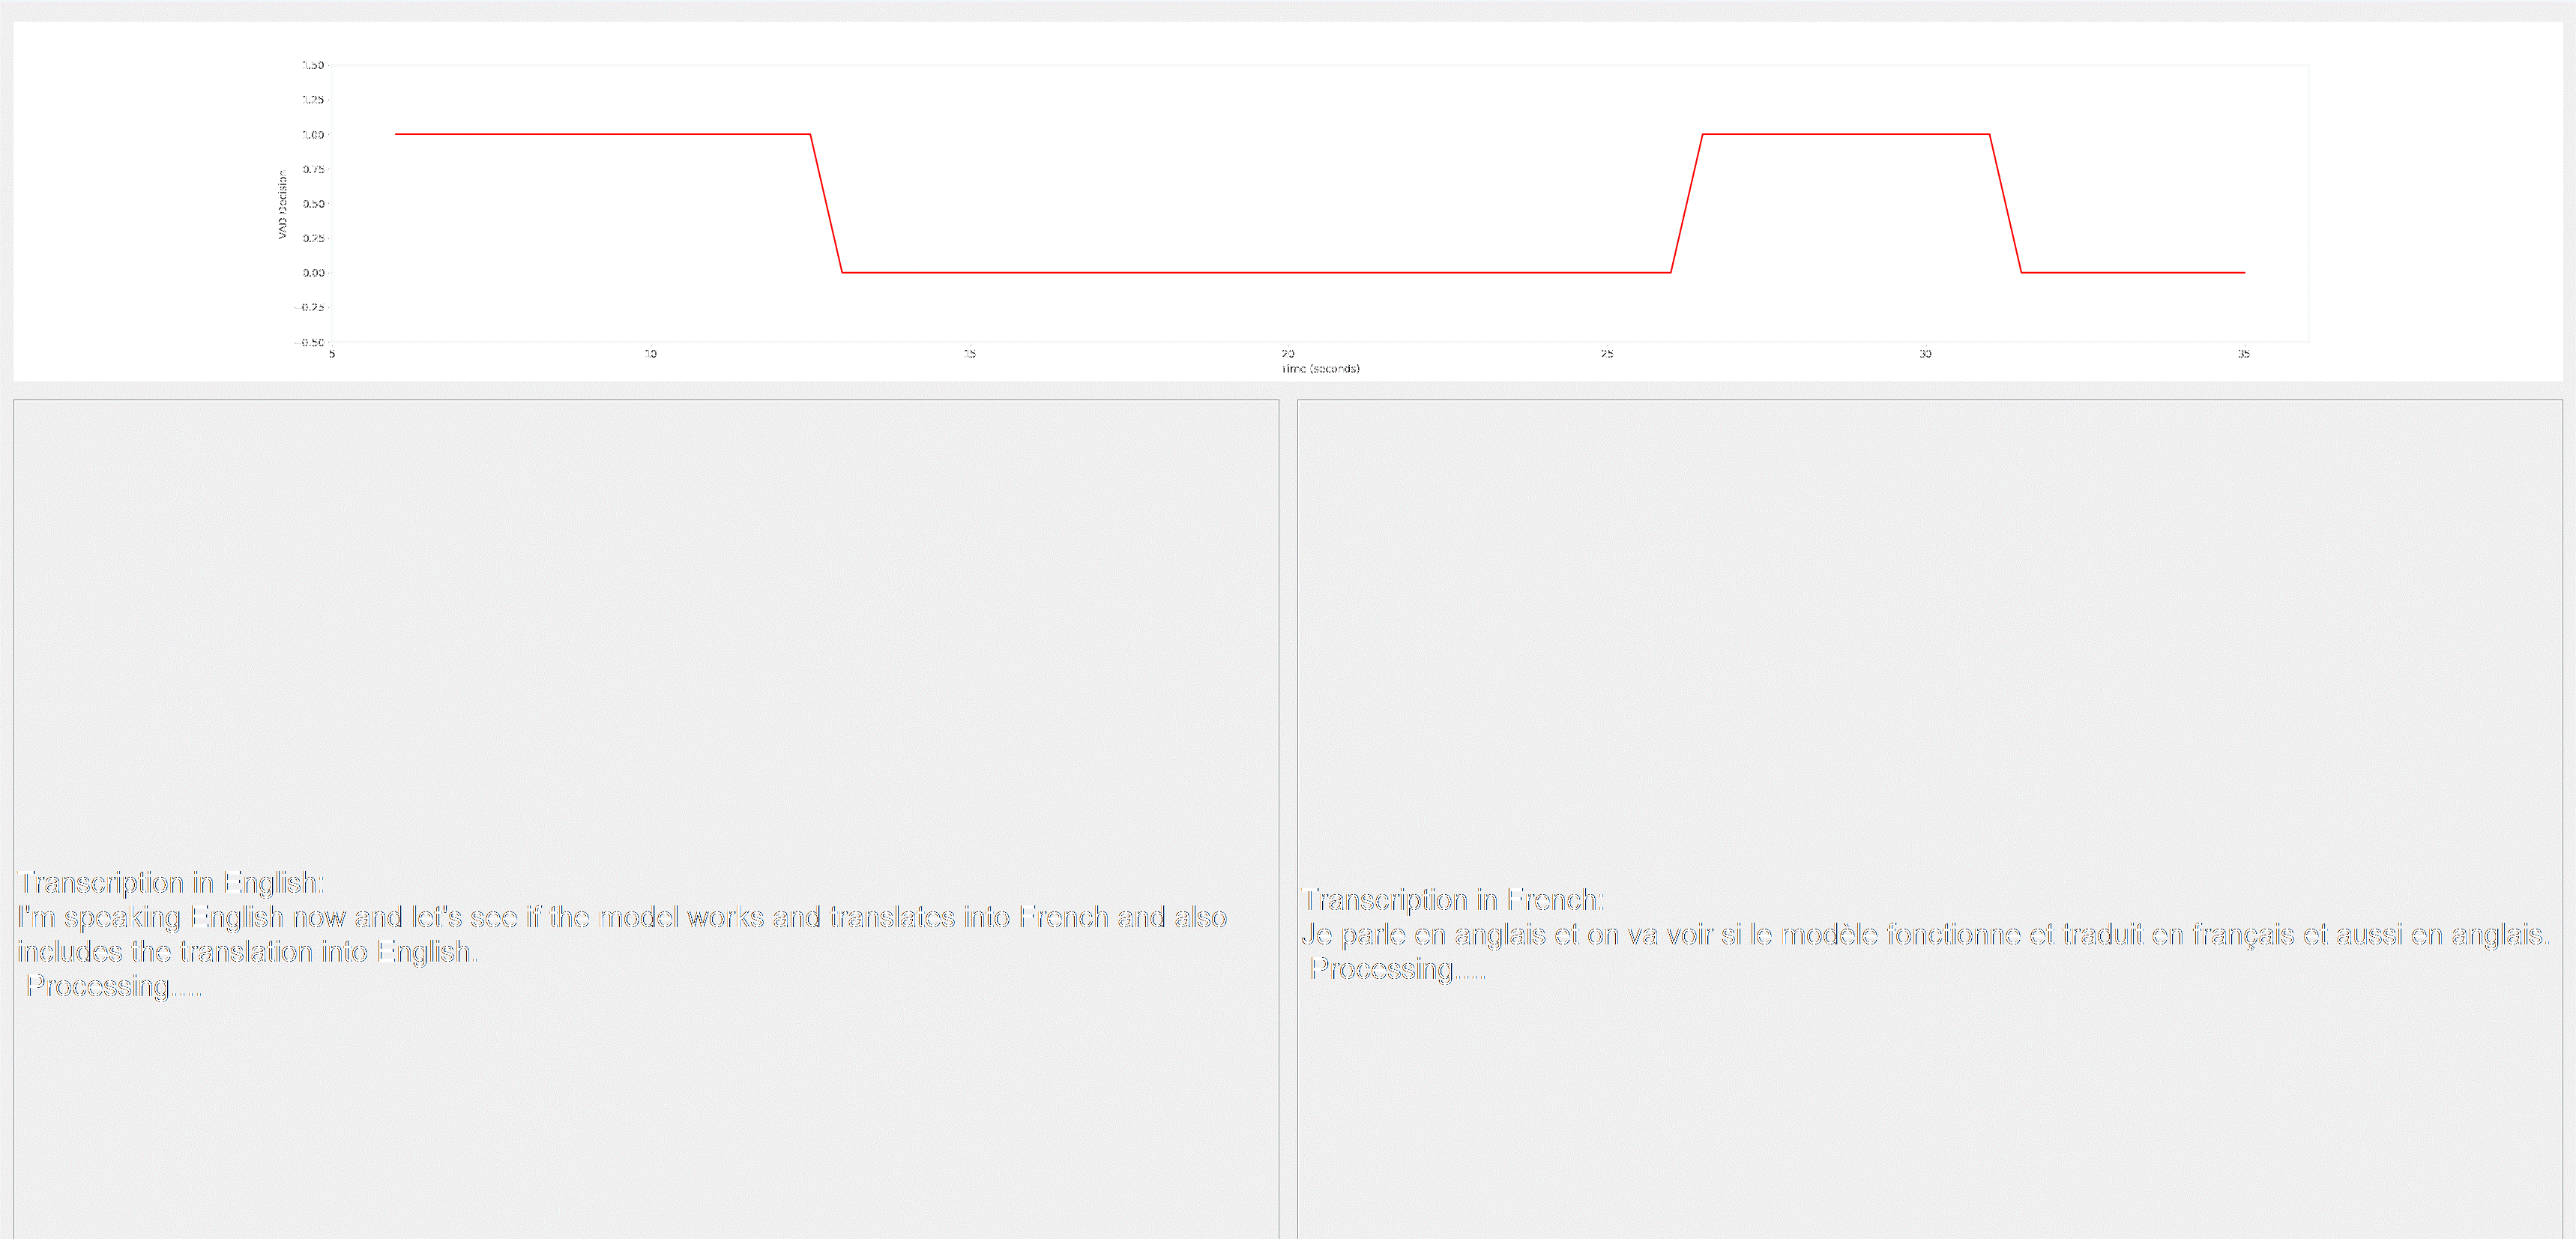 1.50
1.25
1.00
0.75
0.50
0.25
0.00
−0.25
−0.50
VAD Decision
5 10 15 20 25 30 35
Time (seconds)
Transcription in English:
I'm speaking English now and let's see if the model works and translates into French and also
includes the translation into English.
Processing.....
Transcription in French:
Je parle en anglais et on va voir si le modèle fonctionne et traduit en français et aussi en anglais.
Processing.....